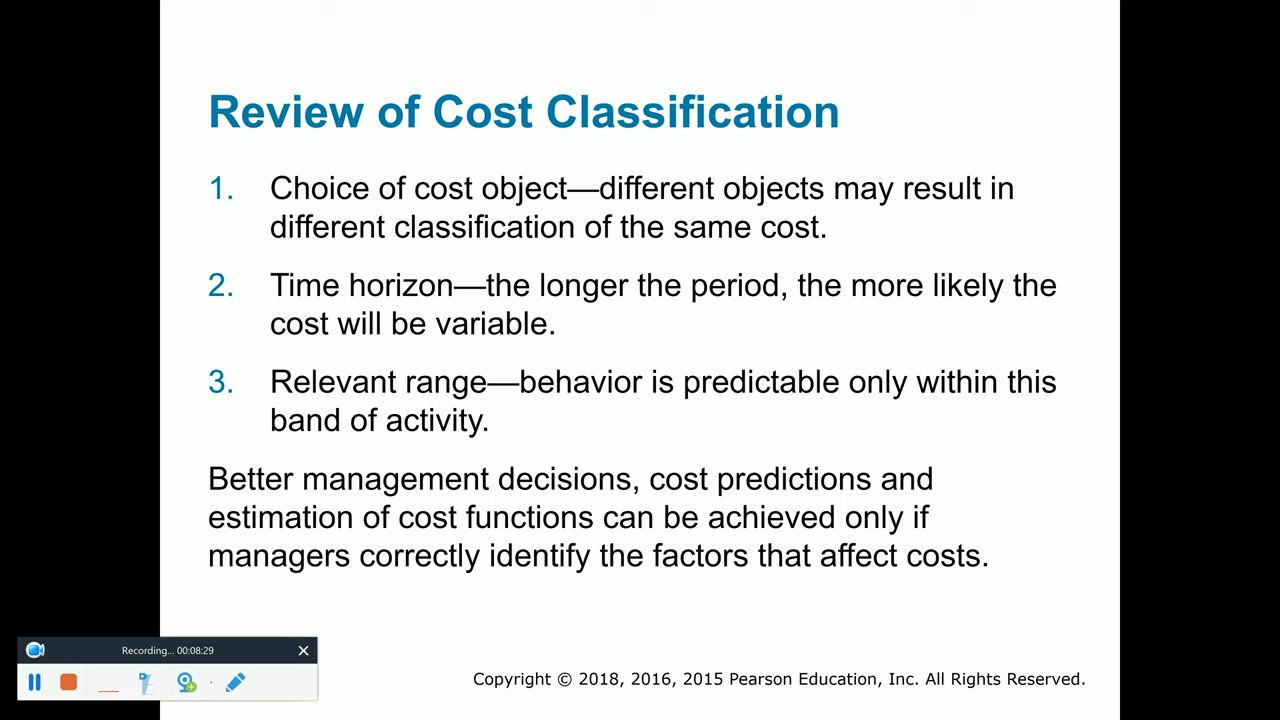 Review of Cost Classification
1. Choice of cost object—different objects may result in
different classification of the same cost.
2. Time horizon—the longer the period, the more likely the
cost will be variable.
3. Relevant range—behavior is predictable only within this
band of activity.
Better management decisions, cost predictions and
estimation of cost functions can be achieved only if
managers correctly identify the factors that affect costs.
Recording... 00:08:29
Copyright © 2018, 2016, 2015 Pearson Education, Inc. All Rights Reserved.